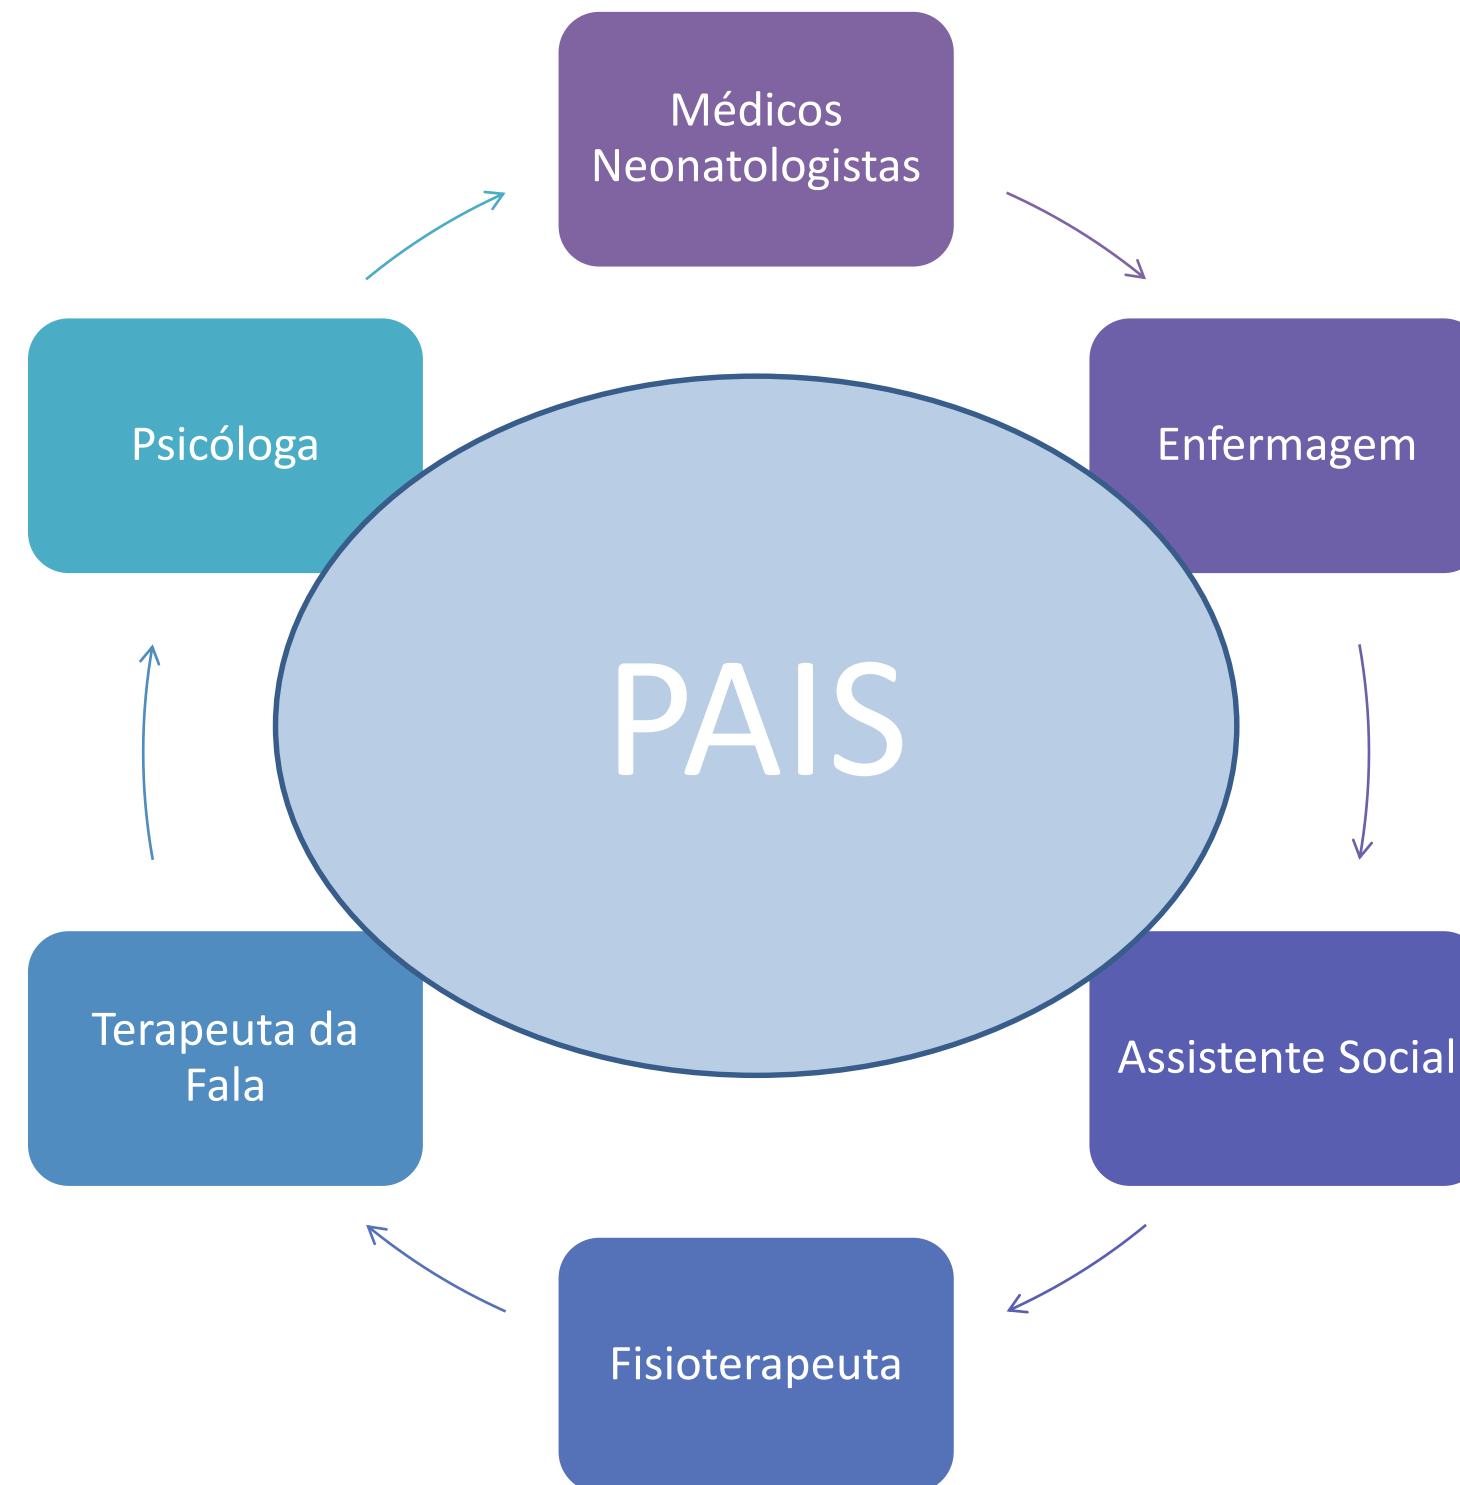 Médicos
Neonatologistas
Psicóloga
Enfermagem
PAIS
Terapeuta da
Fala
Assistente Social
Fisioterapeuta